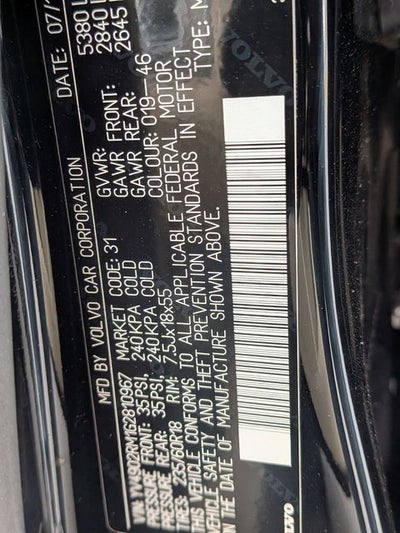 MFD BY VOLVO CAR CORPORATION DATE: 07/
MARKET CODE: 31 GVWR: 5380 L
PRESSURE FRONT: 35PSI, 240KPA COLD GAWR FRONT: 2840 L
PRESSURE REAR: 35PSI, 240KPA COLD GAWR REAR: 2645
TIRES: 235/60R18 RIM: 7,5Jx18x55 COLOUR: 019-46
THIS VEHICLE CONFORMS TO ALL APPLICABLE FEDERAL MOTOR
VEHICLE SAFETY AND THEFT PREVENTION STANDARDS IN EFFECT
ON THE DATE OF MANUFACTURE SHOWN ABOVE. TYPE: M
VOLVO
VOLVO